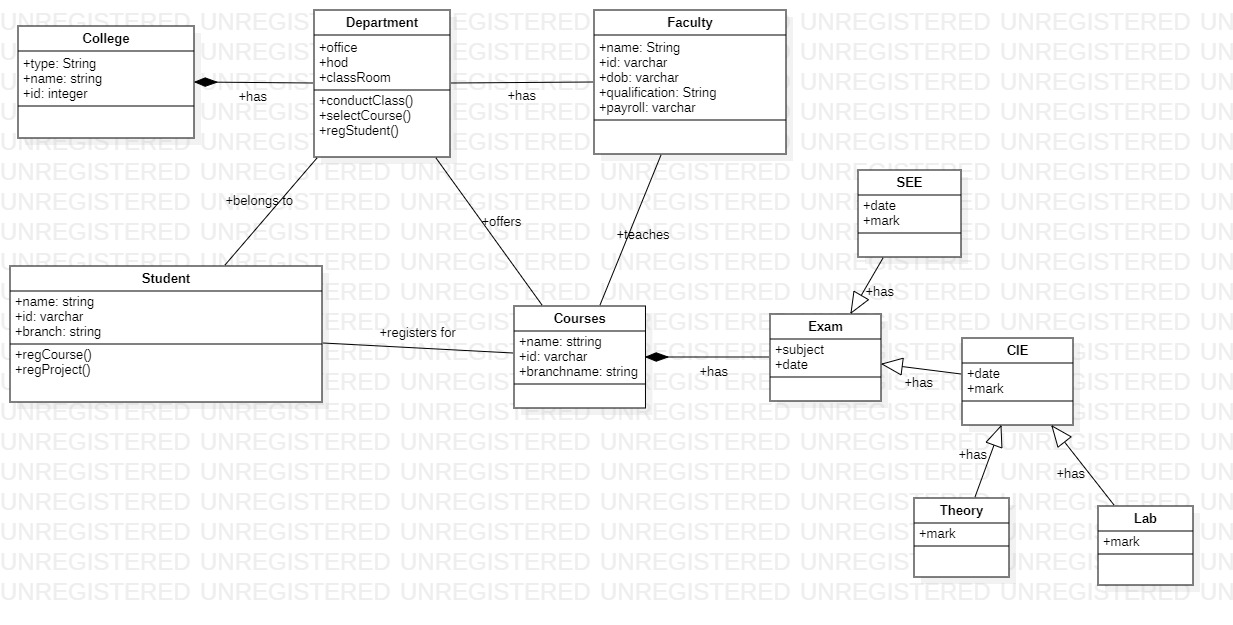 College
+type: String
+name: string
+id: integer
+has
Department
+office
+hod
+classRoom
+conductClass()
+selectCourse()
+regStudent()
+has
Faculty
+name: String
+id: varchar
+dob: varchar
+qualification: String
+payroll: varchar
+belongs to
+offers
+teaches
SEE
+date
+mark
+has
Student
+name: string
+id: varchar
+branch: string
+regCourse()
+regProject()
+registers for
Courses
+name: sttring
+id: varchar
+branchname: string
+has
Exam
+subject
+date
+has
CIE
+date
+mark
+has
+has
Theory
+mark
Lab
+mark
UNREGISTERED